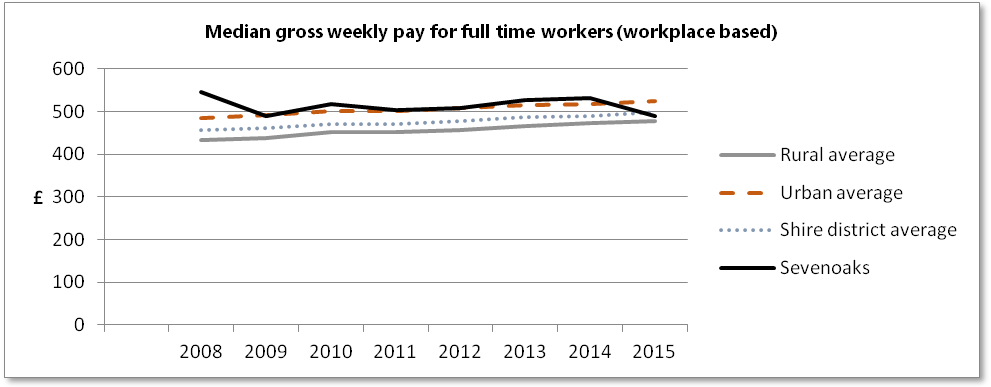 Median gross weekly pay for full time workers (workplace based)
600
500
400
300
200
100
0
£
2008 2009 2010 2011 2012 2013 2014 2015
Rural average
Urban average
Shire district average
Sevenoaks